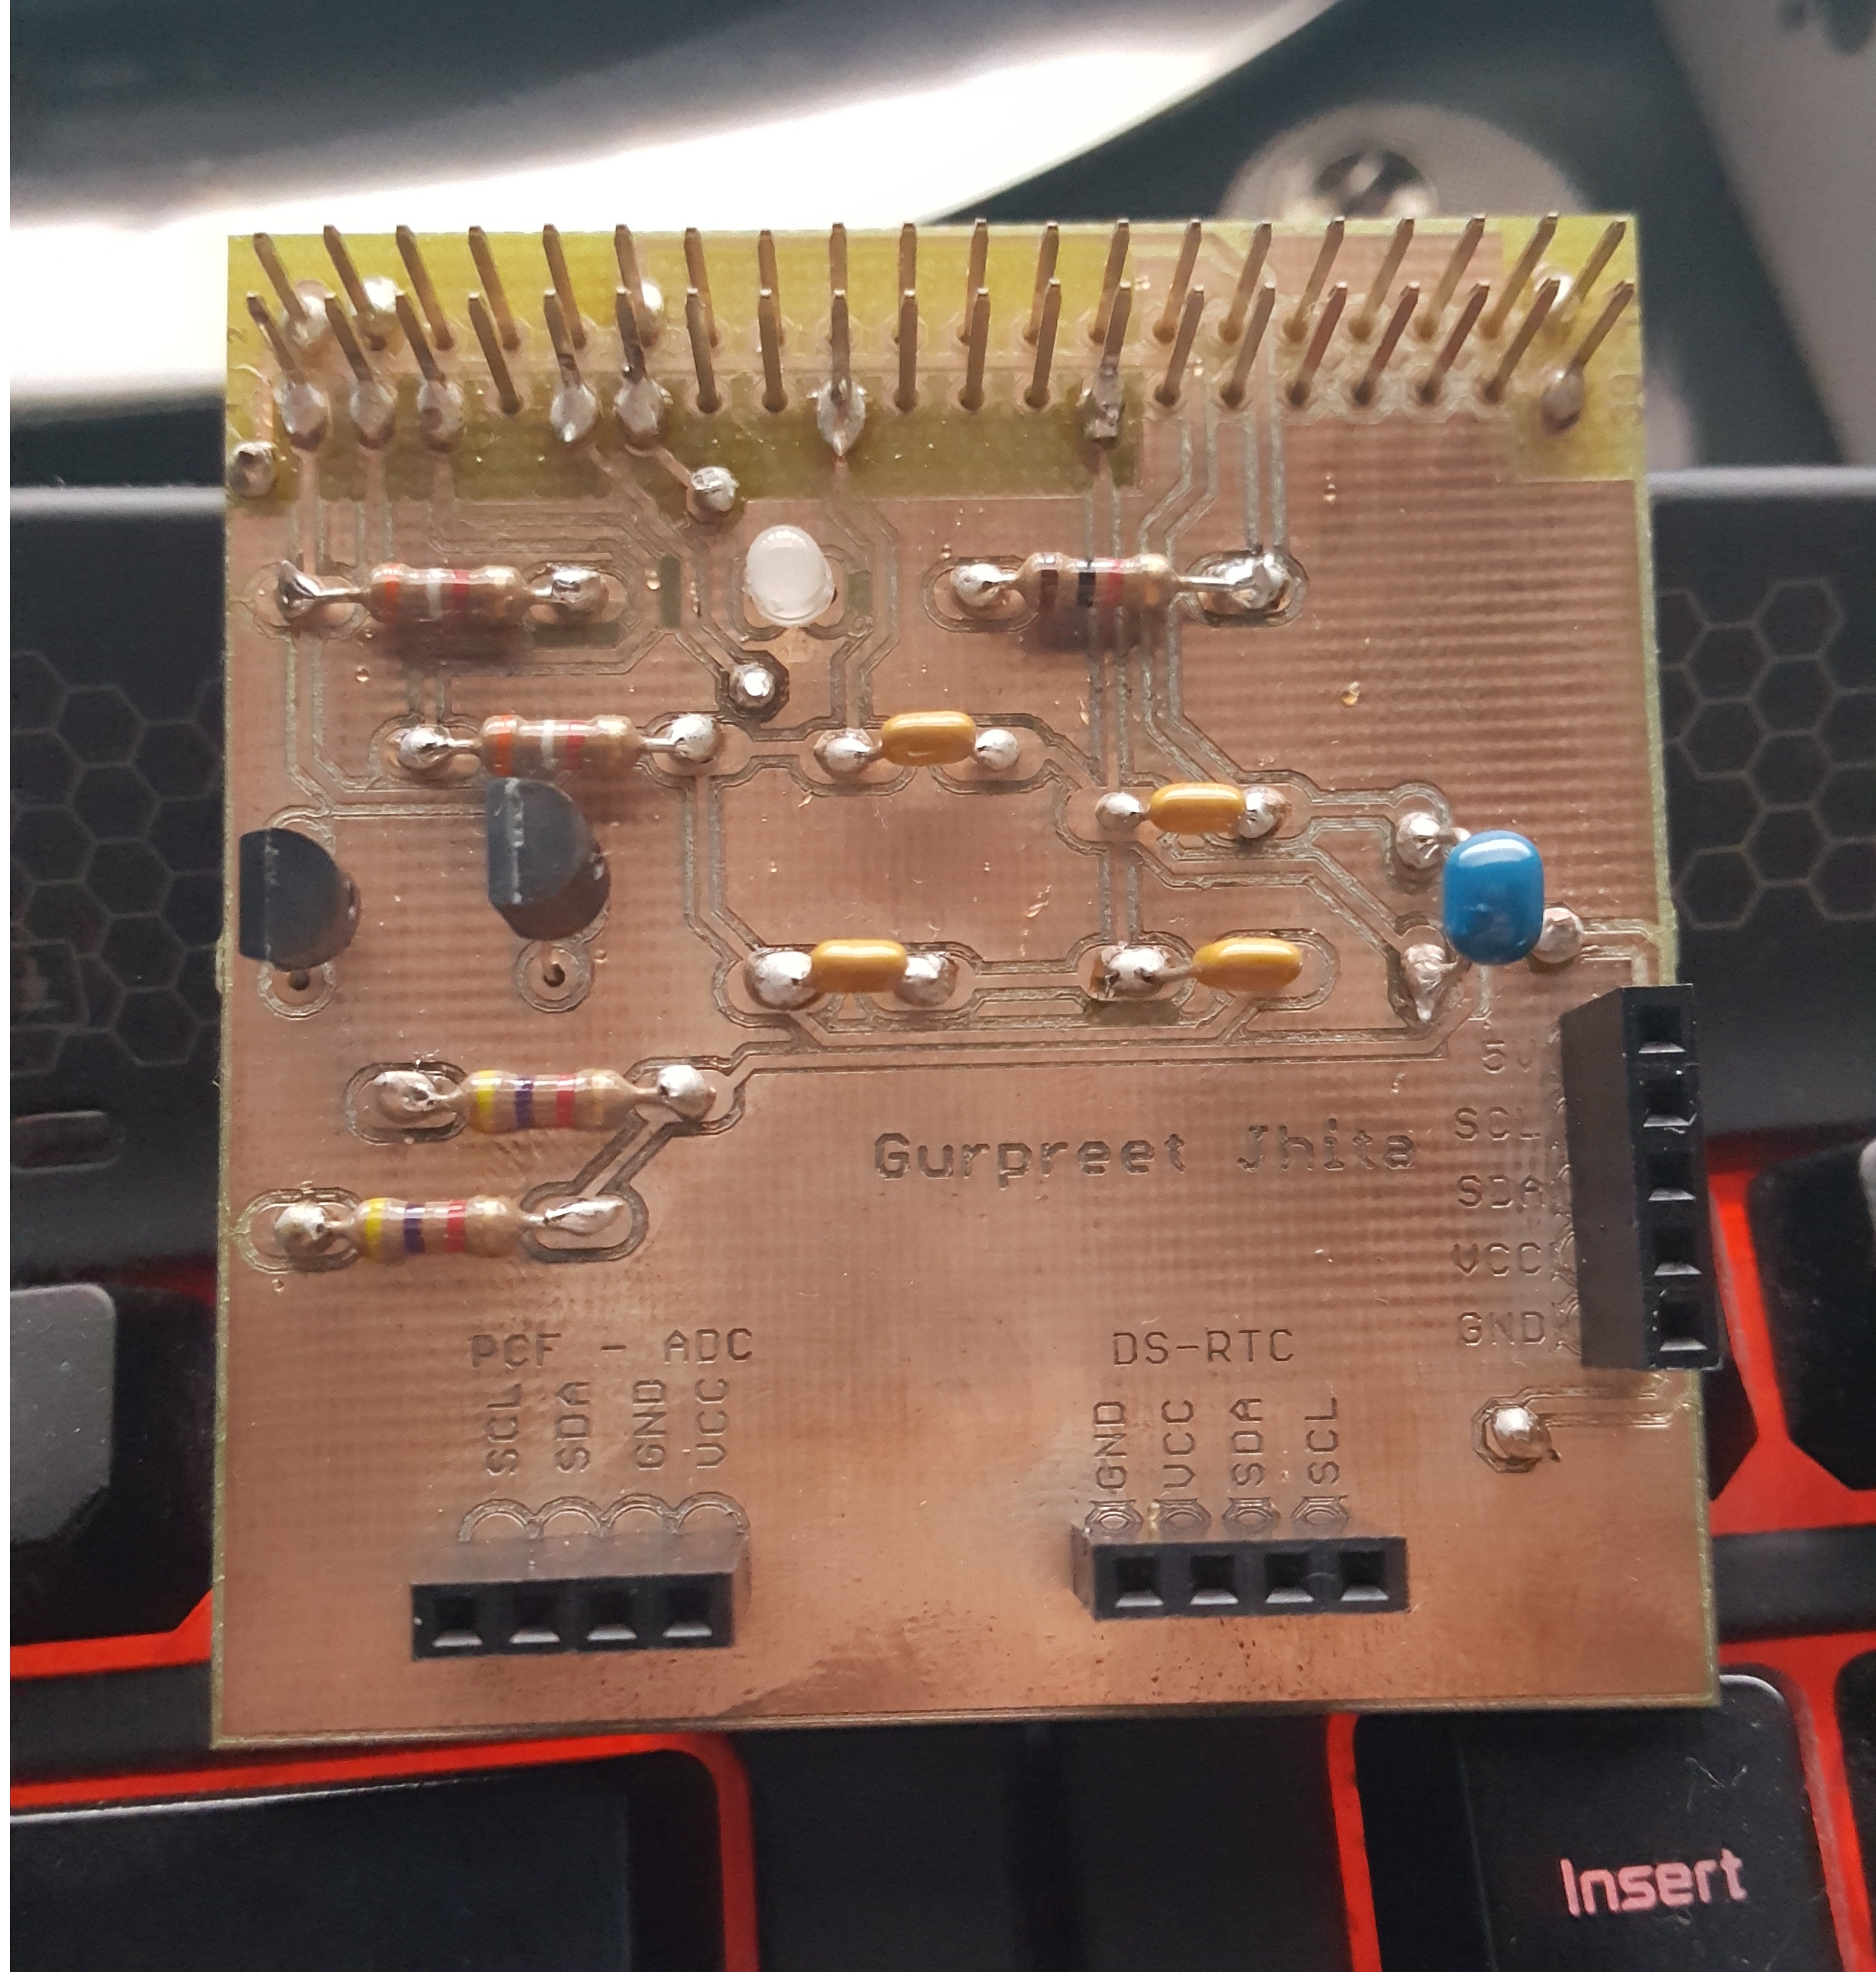 5V
SCL
Gurpreet Jhita
SDA
VCC
GND
PCF - ADC
SCL
SDA
GND
VCC
DS-RTC
GND
VCC
SDA
SCL
Insert